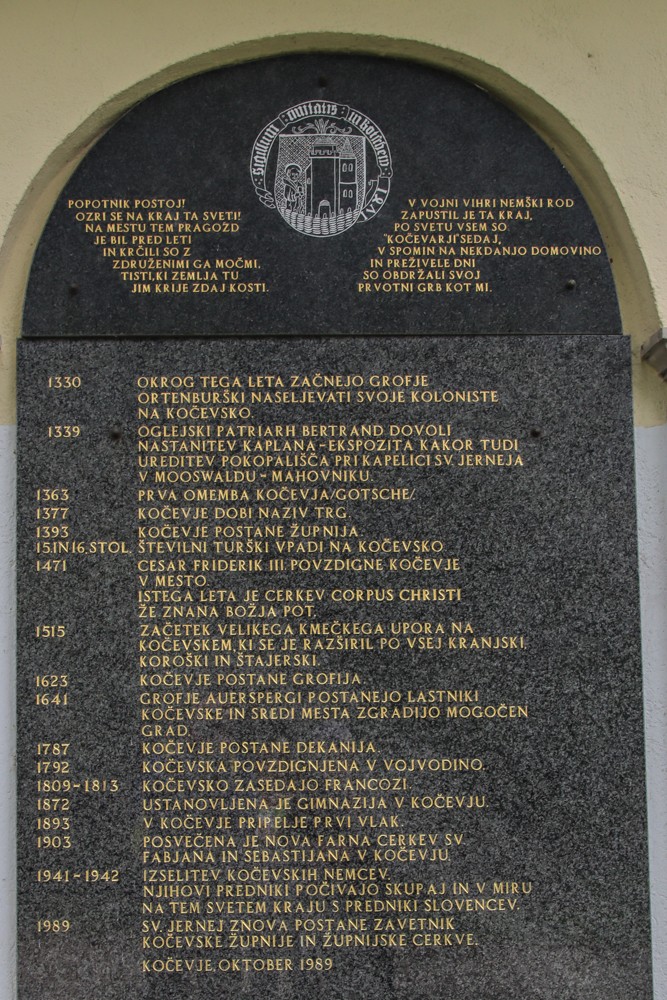 sigillum civitatis in kotschew 1471
POPOTNIK POSTOJ!
OZRI SE NA KRAJ TA SVETI!
NA MESTU TEM PRAGOZD
JE BIL PRED LETI
IN KRČILI SO Z
ZDRUŽENIMI GA MOČMI,
TISTI, KI ZEMLJA TU
JIM KRIJE ZDAJ KOSTI.
V VOJNI VIHRI NEMŠKI ROD
ZAPUSTIL JE TA KRAJ,
PO SVETU VSEM SO
"KOČEVARJI" SEDAJ,
V SPOMIN NA NEKDANJO DOMOVINO
IN PREŽIVELE DNI
SO OBDRŽALI SVOJ
PRVOTNI GRB KOT MI.
1330 OKROG TEGA LETA ZAČNEJO GROFJE
ORTENBURŠKI NASELJEVATI SVOJE KOLONISTE
NA KOČEVSKO.
1339 OGLEJSKI PATRIARH BERTRAND DOVOLI
NASTANITEV KAPLANA-EKSPOZITA KAKOR TUDI
UREDITEV POKOPALIŠČA PRI KAPELICI SV. JERNEJA
V MOOSWALDU - MAHOVNIKU.
1363 PRVA OMEMBA KOČEVJA /GOTSCHE/.
1377 KOČEVJE DOBI NAZIV TRG.
1393 KOČEVJE POSTANE ŽUPNIJA.
15. IN 16. STOL. ŠTEVILNI TURŠKI VPADI NA KOČEVSKO
1471 CESAR FRIDERIK III POVZDIGNE KOČEVJE
V MESTO.
ISTEGA LETA JE CERKEV CORPUS CHRISTI
ŽE ZNANA BOŽJA POT.
1515 ZAČETEK VELIKEGA KMEČKEGA UPORA NA
KOČEVSKEM, KI SE JE RAZŠIRIL PO VSEJ KRANJSKI,
KOROŠKI IN ŠTAJERSKI.
1623 KOČEVJE POSTANE GROFIJA.
1641 GROFJE AUERSPERGI POSTANEJO LASTNIKI
KOČEVSKE IN SREDI MESTA ZGRADIJO MOGOČEN
GRAD.
1787 KOČEVJE POSTANE DEKANIJA.
1792 KOČEVSKA POVZDIGNJENA V VOJVODINO.
1809-1813 KOČEVSKO ZASEDAJO FRANCOZI.
1872 USTANOVLJENA JE GIMNAZIJA V KOČEVJU.
1893 V KOČEVJE PRIPELJE PRVI VLAK.
1903 POSVEČENA JE NOVA FARNA CERKEV SV.
FABJANA IN SEBASTIJANA V KOČEVJU.
1941-1942 IZSELITEV KOČEVSKIH NEMCEV.
NJIHOVI PREDNIKI POČIVAJO SKUPAJ IN V MIRU
NA TEM SVETEM KRAJU S PREDNIKI SLOVENCEV.
1989 SV. JERNEJ ZNOVA POSTANE ZAVETNIK
KOČEVSKE ŽUPNIJE IN ŽUPNIJSKE CERKVE.
KOČEVJE, OKTOBER 1989